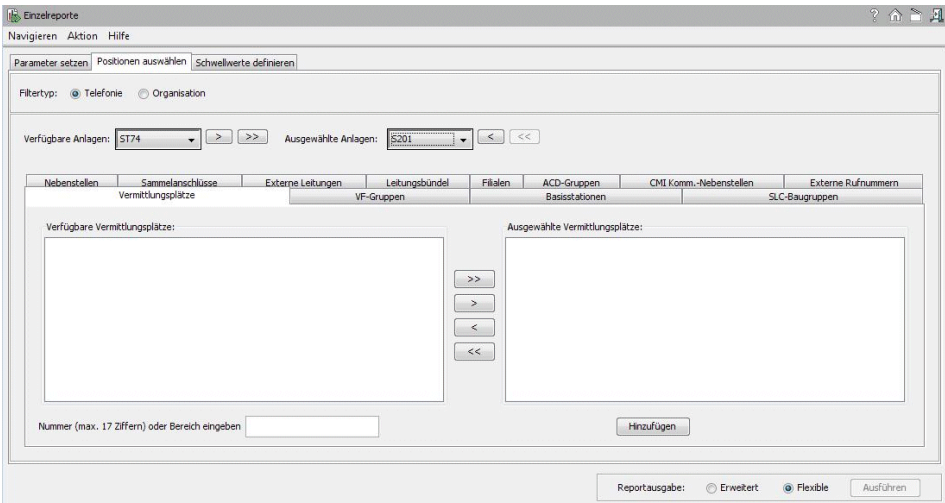 Einzelreporte
Navigieren Aktion Hilfe
Parameter setzen Positionen auswählen Schwellwerte definieren
Filtertyp: Telefonie Organisation
Verfügbare Anlagen: ST74 > >> Ausgewählte Anlagen: S201 < <<
Nebenstellen Sammelanschlüsse Externe Leitungen Leitungsbündel Filialen ACD-Gruppen CMI Komm.-Nebenstellen Externe Rufnummern
Vermittlungsplätze VF-Gruppen Basisstationen SLC-Baugruppen
Verfügbare Vermittlungsplätze: Ausgewählte Vermittlungsplätze:
>>
>
<
<<
Nummer (max. 17 Ziffern) oder Bereich eingeben Hinzufügen
Reportausgabe: Erweitert Flexible Ausführen